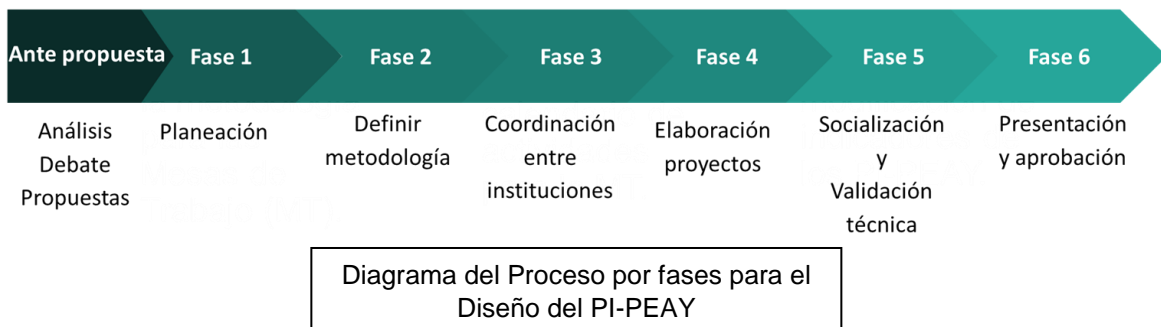 Ante propuesta
Fase 1
Fase 2
Fase 3
Fase 4
Fase 5
Fase 6
Análisis
Debate
Propuestas
Planeación
Definir
metodología
Coordinación
entre
instituciones
Elaboración
proyectos
Socialización
y
Validación
técnica
Presentación
y aprobación
Diagrama del Proceso por fases para el
Diseño del PI-PEAY